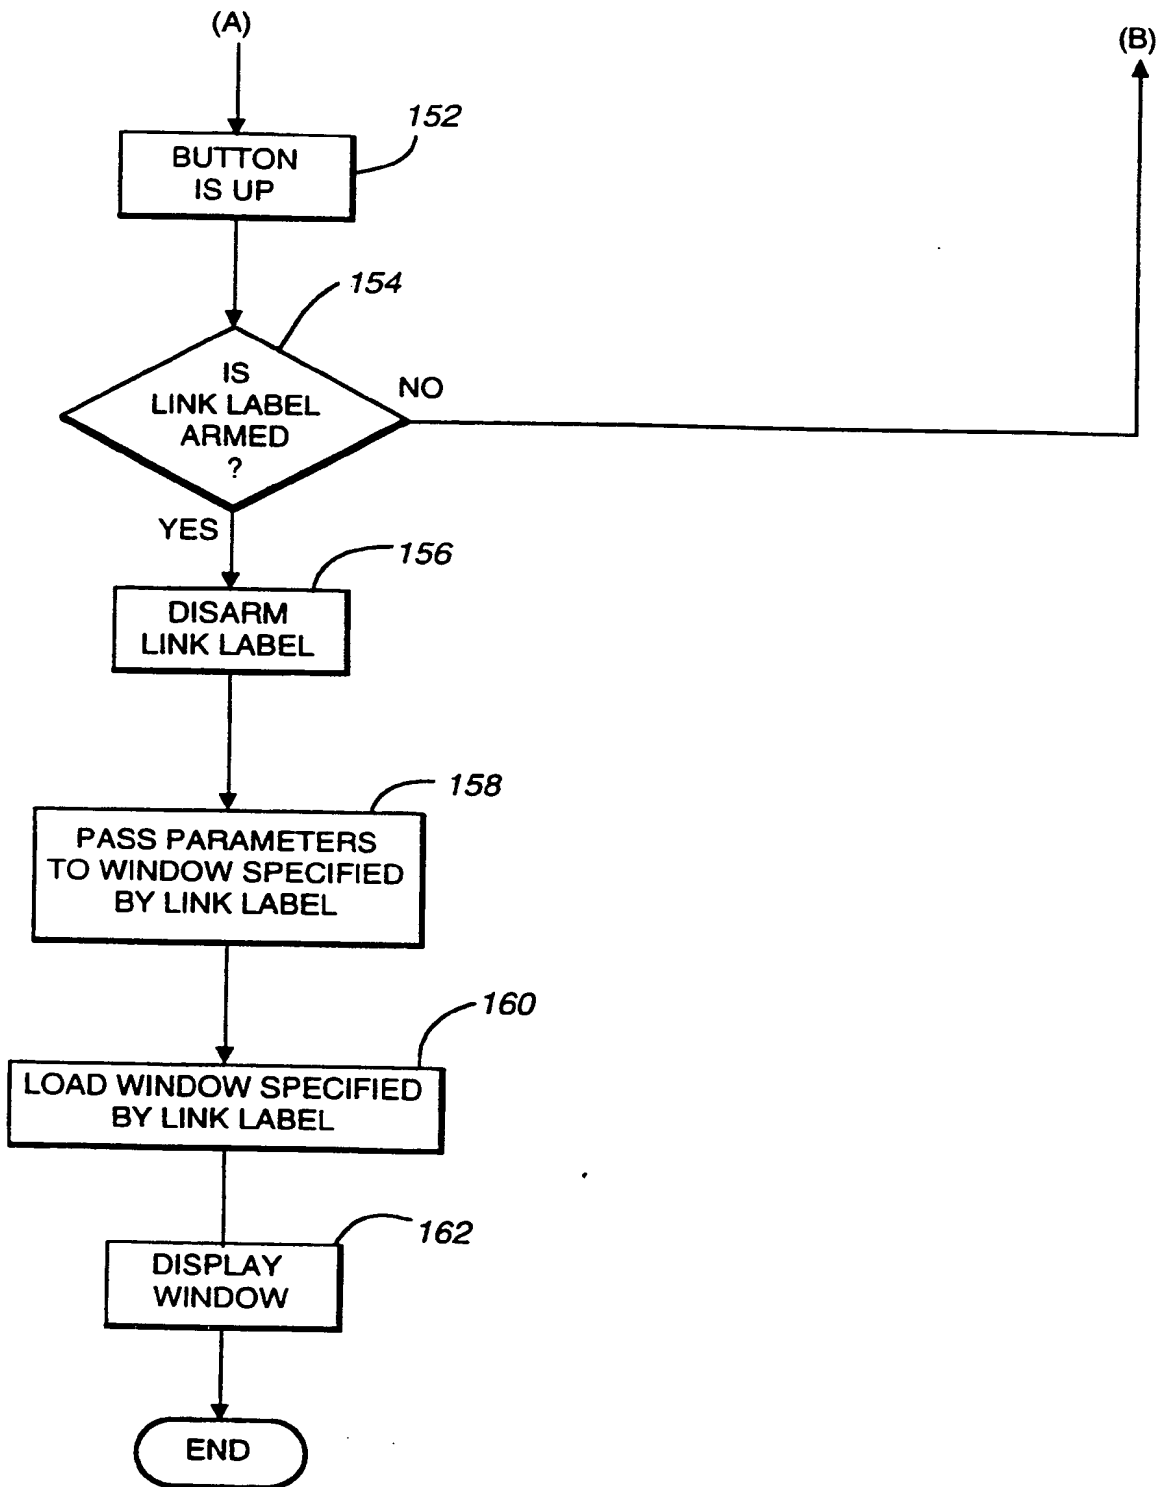 (A)
(B)
152
BUTTON
IS UP
154
IS
LINK LABEL
ARMED
?
NO
YES
156
DISARM
LINK LABEL
158
PASS PARAMETERS
TO WINDOW SPECIFIED
BY LINK LABEL
160
LOAD WINDOW SPECIFIED
BY LINK LABEL
162
DISPLAY
WINDOW
END